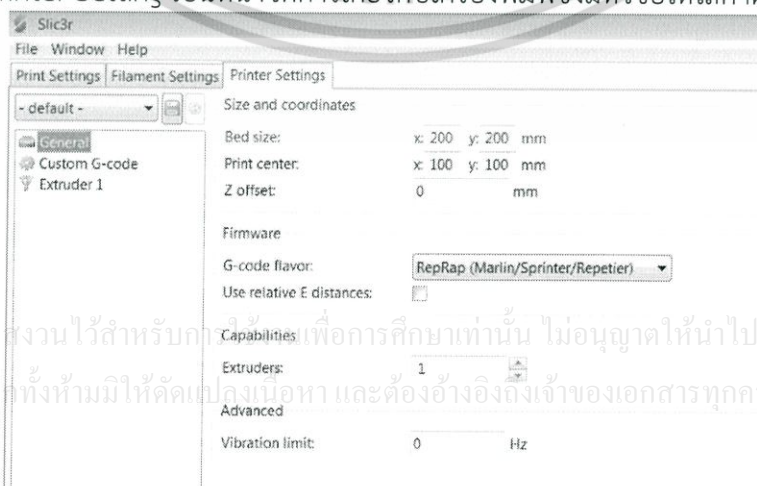 Slic3r
File Window Help
Print Settings Filament Settings Printer Settings
- default -
Size and coordinates
General
Custom G-code
Extruder 1
Bed size: x: 200 y: 200 mm
Print center: x: 100 y: 100 mm
Z offset: 0 mm
Firmware
G-code flavor: RepRap (Marlin/Sprinter/Repetier)
Use relative E distances:
สงวนไว้สำหรับการใช้งานเพื่อการศึกษาเท่านั้น ไม่อนุญาตให้นำไป
Capabilities
Extruders: 1
ทั้งห้ามมิให้ดัดแปลงเนื้อหา และต้องอ้างอิงถึงเจ้าของเอกสารทุก
Advanced
Vibration limit: 0 Hz